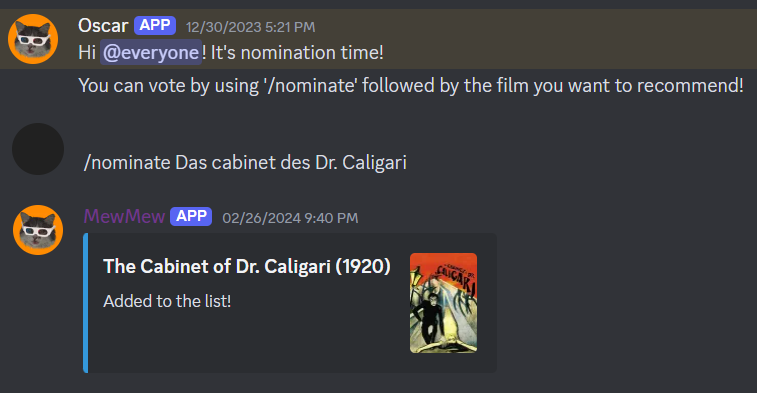 Oscar APP 12/30/2023 5:21 PM
Hi @everyone! It's nomination time!
You can vote by using '/nominate' followed by the film you want to recommend!
/nominate Das cabinet des Dr. Caligari
MewMew APP 02/26/2024 9:40 PM
The Cabinet of Dr. Caligari (1920)
Added to the list!
CALIGARI